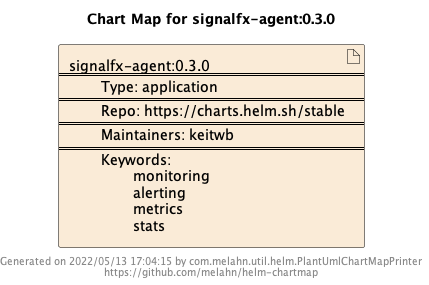 Chart Map for signalfx-agent:0.3.0
signalfx-agent:0.3.0
Type: application
Repo: https://charts.helm.sh/stable
Maintainers: keitwb
Keywords:
monitoring
alerting
metrics
stats
Generated on 2022/05/13 17:04:15 by com.melahn.util.helm.PlantUmlChartMapPrinter
https://github.com/melahn/helm-chartmap